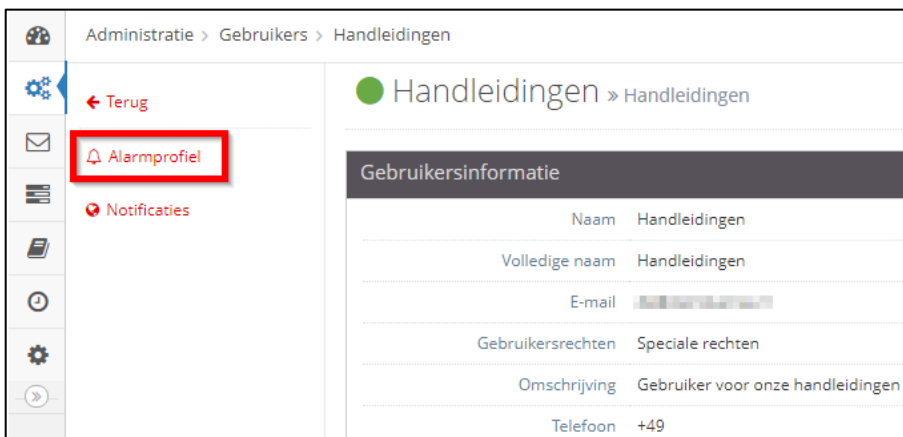 Administratie > Gebruikers > Handleidingen
Terug
Alarmprofiel
Notificaties
Handleidingen » Handleidingen
Gebruikersinformatie
Naam Handleidingen
Volledige naam Handleidingen
E-mail
Gebruikersrechten Speciale rechten
Omschrijving Gebruiker voor onze handleidingen
Telefoon +49